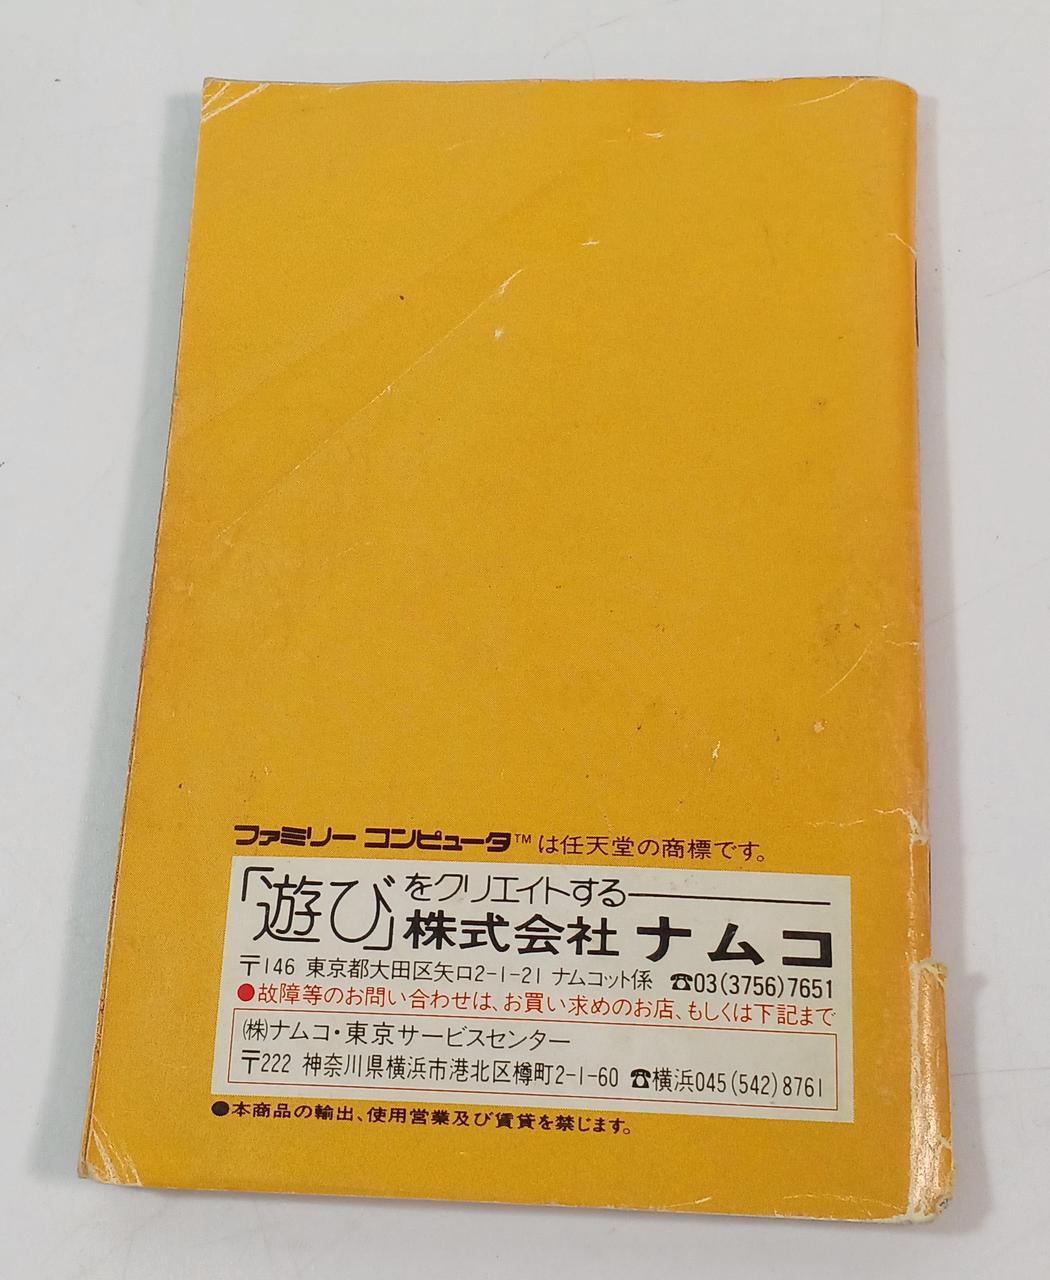 ファミリー コンピュータ™は任天堂の商標です。
「遊び」をクリエイトする―
株式会社 ナムコ
〒146 東京都大田区矢口2-1-21 ナムコット係 ☎03(3756)7651
●故障等のお問い合わせは、お買い求めのお店、もしくは下記まで
㈱ナムコ・東京サービスセンター
〒222 神奈川県横浜市港北区樽町2-1-60 ☎横浜045(542)8761
●本商品の輸出、使用営業及び賃貸を禁じます。